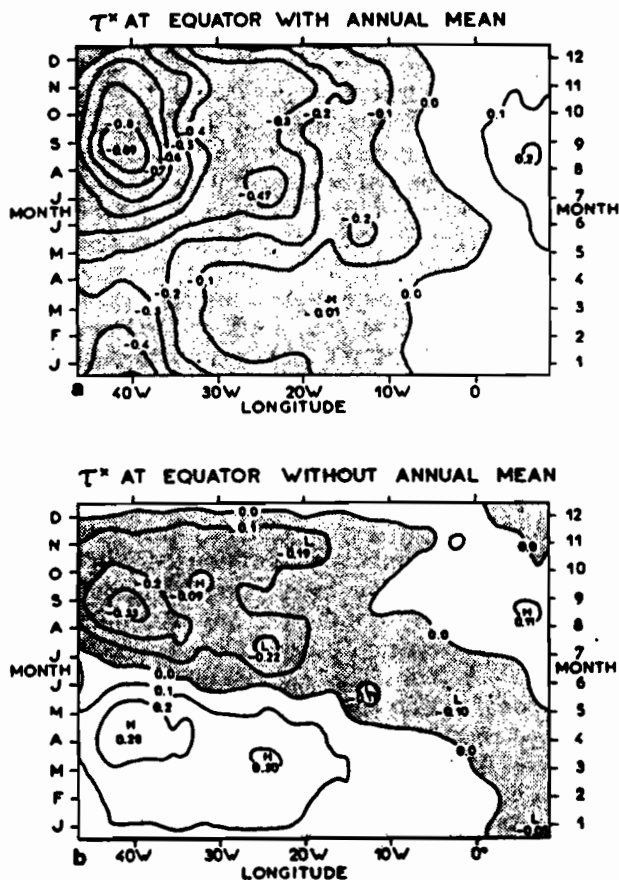 τˣ AT EQUATOR WITH ANNUAL MEAN
D 12
N 11
O 10
S 9
A 8
J 7
MONTH MONTH
J 6
M 5
A 4
M 3
F 2
J 1
-0.4
-0.3
-0.3
-0.2
-0.1
0.0
0.1
0.2
-0.47
-0.2
-0.2
-0.1
0.0
H
-0.01
-0.4
a
40W 30W 20W 10W 0°
LONGITUDE
τˣ AT EQUATOR WITHOUT ANNUAL MEAN
D 12
N 11
O 10
S 9
A 8
J 7
MONTH MONTH
J 6
M 5
A 4
M 3
F 2
J 1
0.0
0.1
L
-0.19
0.0
-0.2
H
-0.09
-0.33
H
0.11
L
-0.22
0.0
0.0
0.1
0.2
L
-0.10
H
0.28
H
0.30
0.0
L
b
40W 30W 20W 10W 0°
LONGITUDE